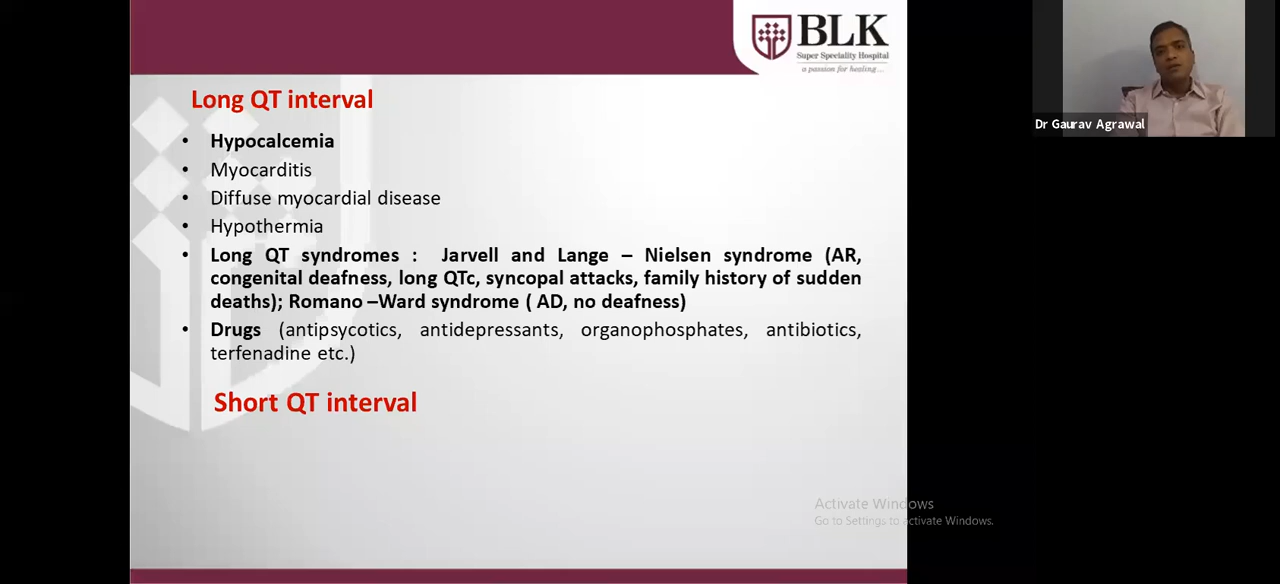 BLK
Super Speciality Hospital
a passion for healing...
Dr Gaurav Agrawal
Long QT interval
• Hypocalcemia
• Myocarditis
• Diffuse myocardial disease
• Hypothermia
• Long QT syndromes : Jarvell and Lange – Nielsen syndrome (AR,
congenital deafness, long QTc, syncopal attacks, family history of sudden
deaths); Romano –Ward syndrome ( AD, no deafness)
• Drugs (antipsycotics, antidepressants, organophosphates, antibiotics,
terfenadine etc.)
Short QT interval
Activate Windows
Go to Settings to activate Windows.